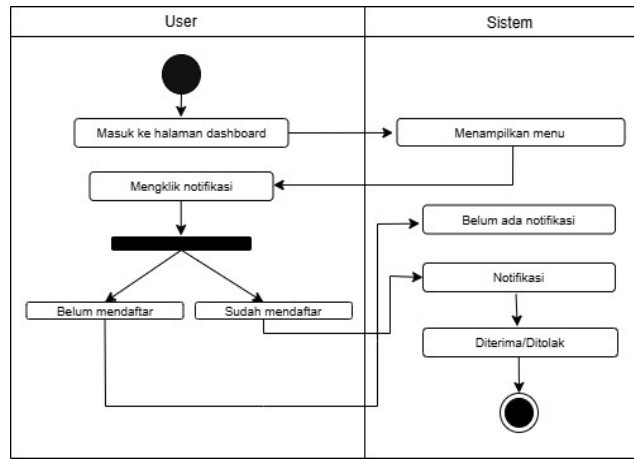 User
Sistem
Masuk ke halaman dashboard
Menampilkan menu
Mengklik notifikasi
Belum ada notifikasi
Notifikasi
Belum mendaftar
Sudah mendaftar
Diterima/Ditolak